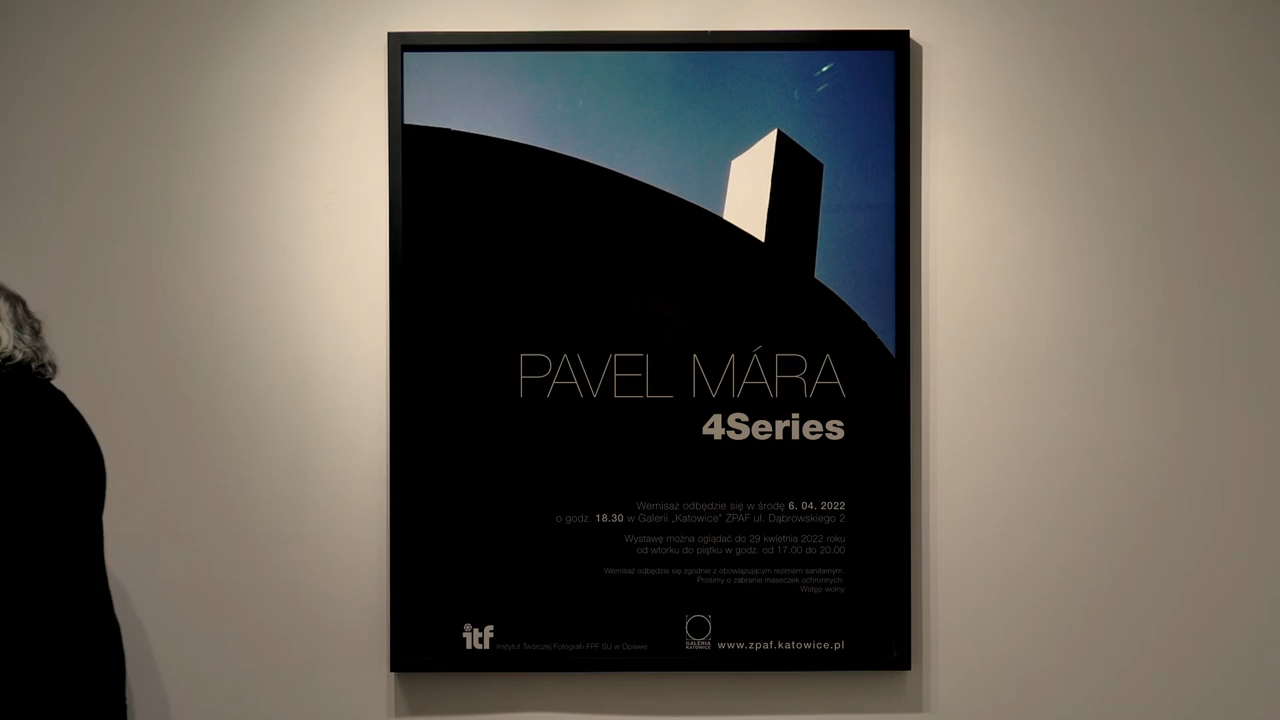 PAVEL MÁRA
4Series
Wernisaż odbędzie się w środę 6. 04. 2022
o godz. 18.30 w Galerii „Katowice” ZPAF ul. Dąbrowskiego 2
Wystawę można oglądać do 29 kwietnia 2022 roku
od wtorku do piątku w godz. od 17.00 do 20.00
Wernisaż odbędzie się zgodnie z obowiązującym reżimem sanitarnym.
Prosimy o zabranie maseczek ochronnych.
Wstęp wolny
itf Instytut Twórczej Fotografii FPF SU w Opawie
GALERIA
KATOWICE
www.zpaf.katowice.pl